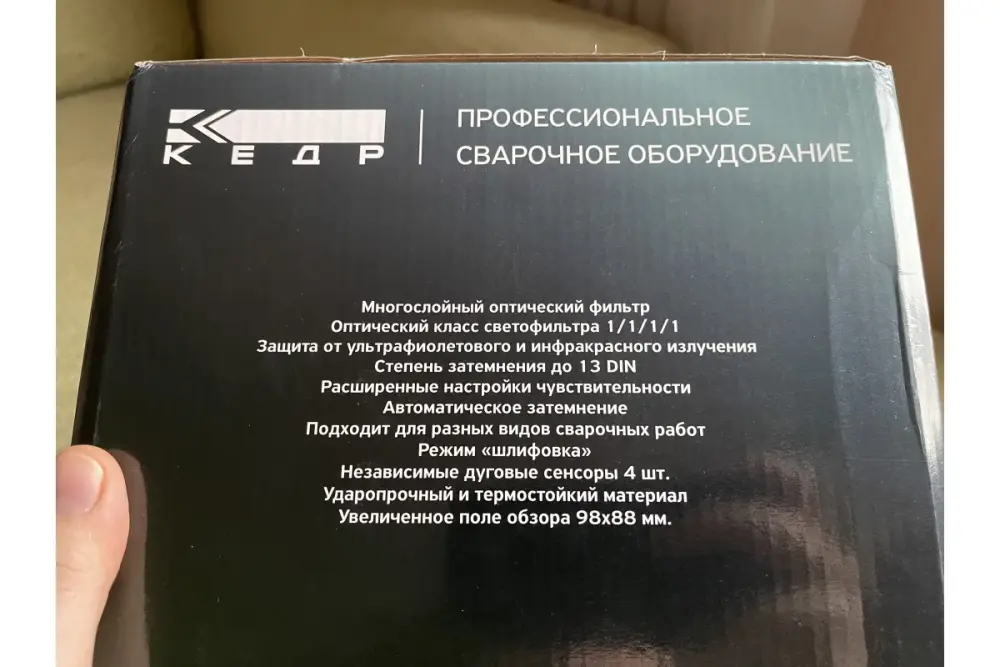 КЕДР
ПРОФЕССИОНАЛЬНОЕ
СВАРОЧНОЕ ОБОРУДОВАНИЕ
Многослойный оптический фильтр
Оптический класс светофильтра 1/1/1/1
Защита от ультрафиолетового и инфракрасного излучения
Степень затемнения до 13 DIN
Расширенные настройки чувствительности
Автоматическое затемнение
Подходит для разных видов сварочных работ
Режим «шлифовка»
Независимые дуговые сенсоры 4 шт.
Ударопрочный и термостойкий материал
Увеличенное поле обзора 98х88 мм.